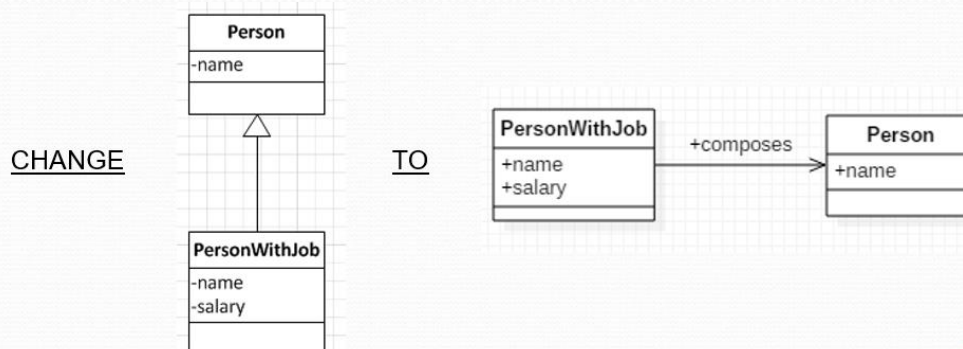 CHANGE
Person
-name
PersonWithJob
-name
-salary
TO
PersonWithJob
+name
+salary
+composes
Person
+name